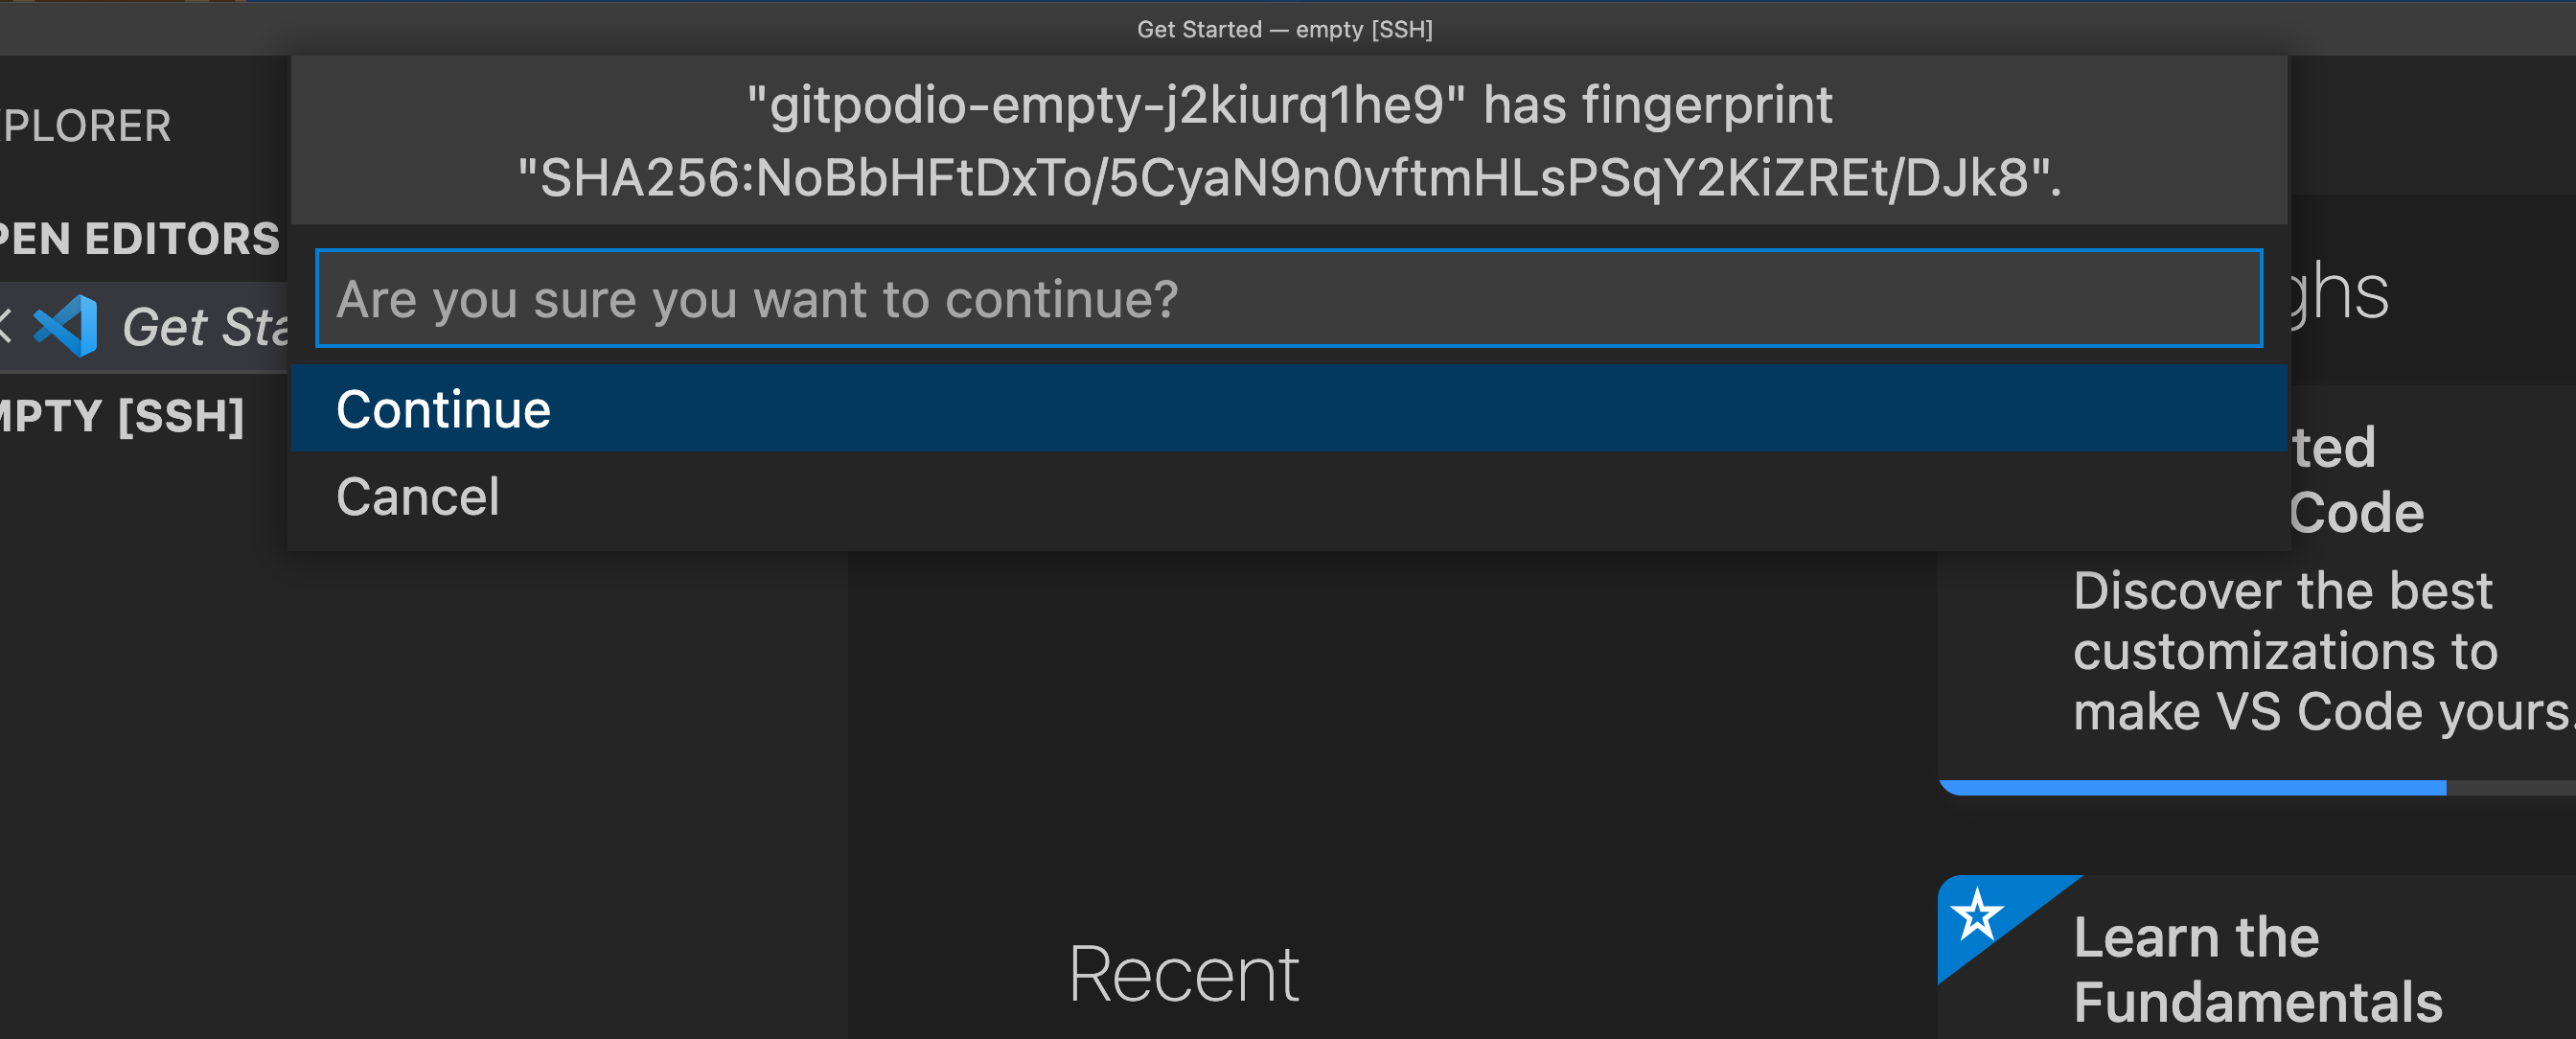 Get Started — empty [SSH]
"gitpodio-empty-j2kiurq1he9" has fingerprint
"SHA256:NoBbHFtDxTo/5CyaN9n0vftmHLsPSqY2KiZREt/DJk8".
PLORER
PEN EDITORS
Get Sta
MPTY [SSH]
Are you sure you want to continue?
Continue
Cancel
ghs
ted
Code
Discover the best
customizations to
make VS Code yours.
Recent
Learn the
Fundamentals